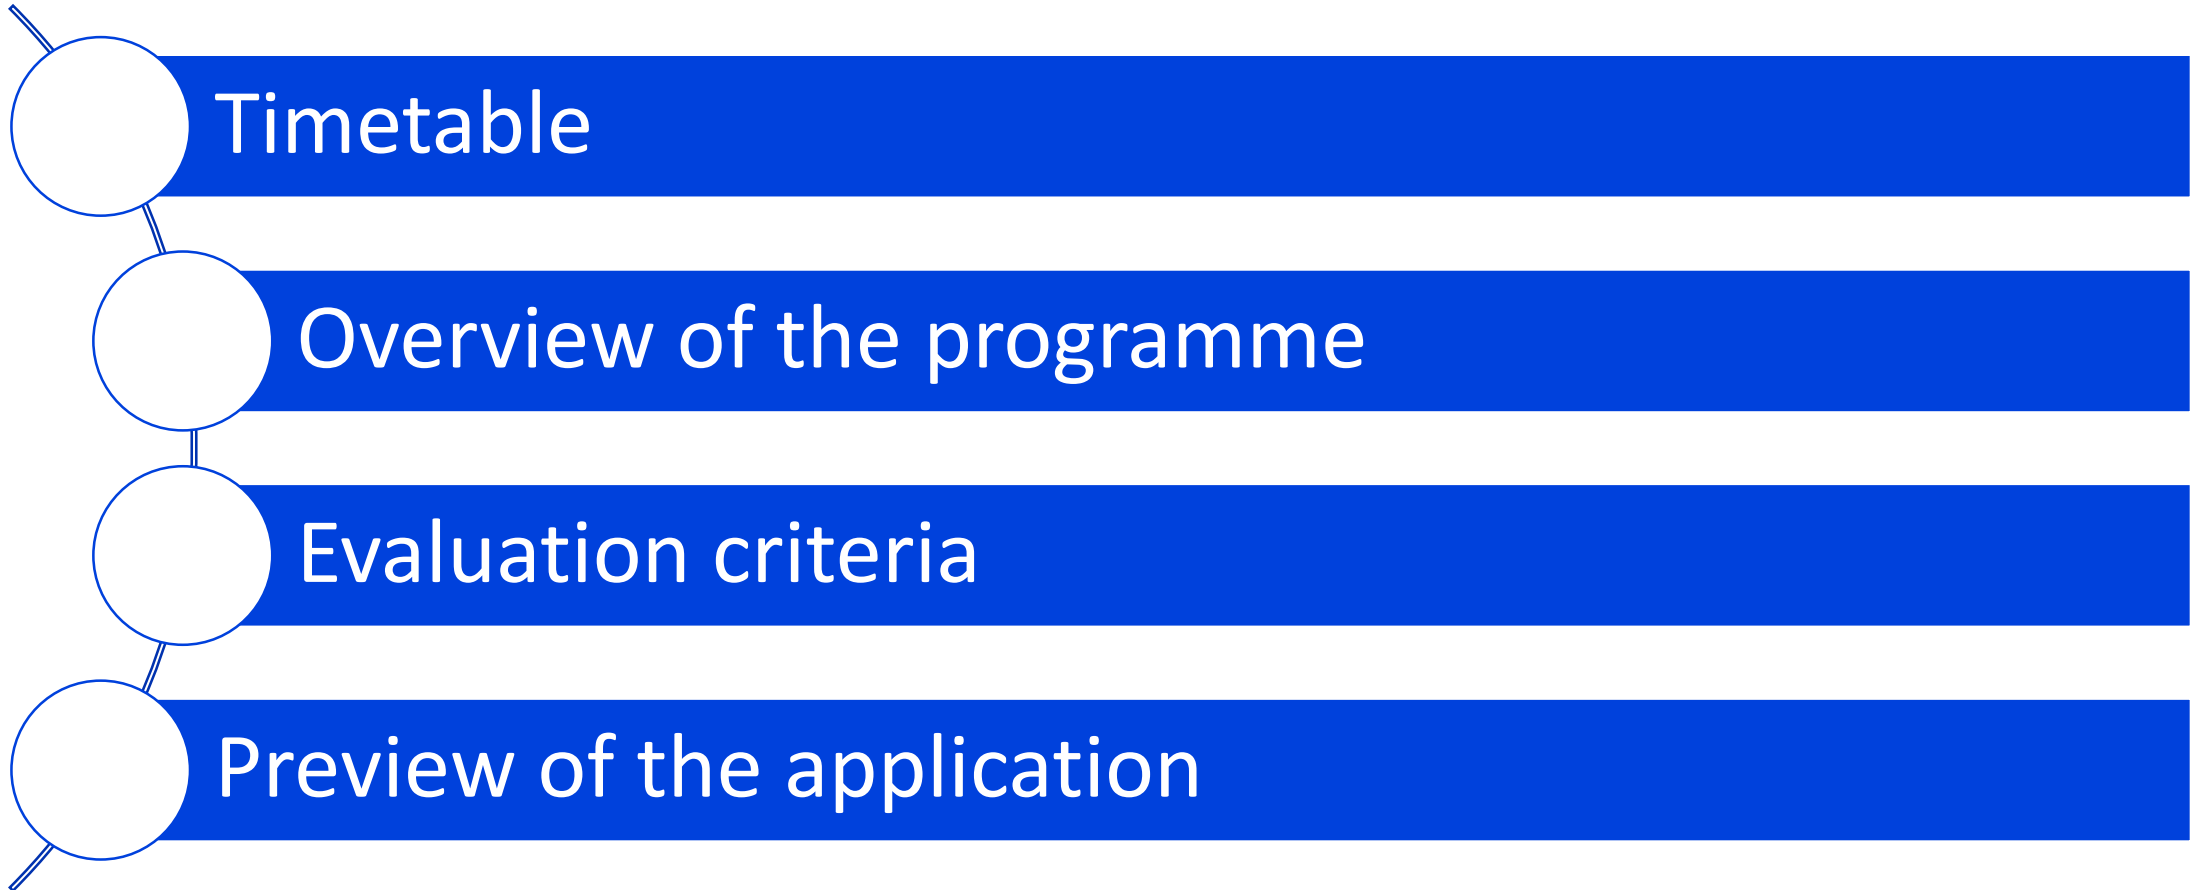 Timetable
Overview of the programme
Evaluation criteria
Preview of the application